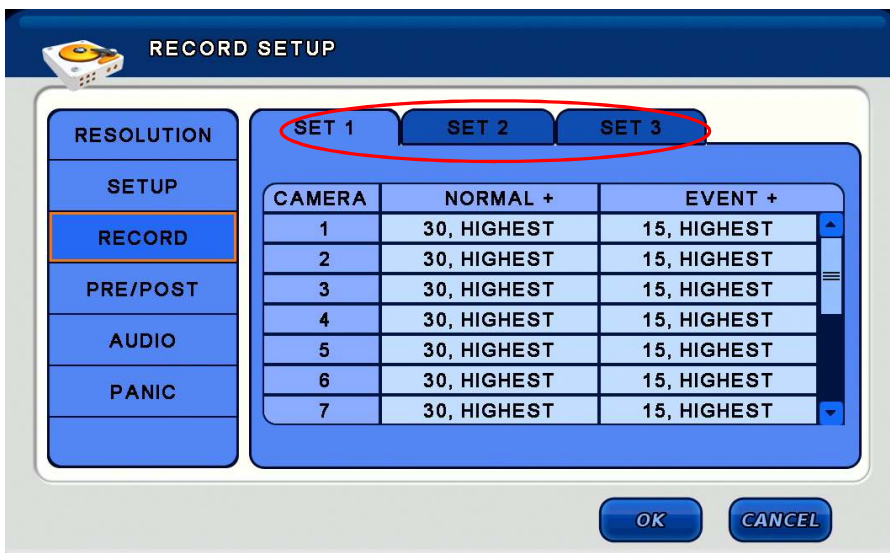 RECORD SETUP
RESOLUTION
SETUP
RECORD
PRE/POST
AUDIO
PANIC
SET 1 SET 2 SET 3
CAMERA NORMAL + EVENT +
1 30, HIGHEST 15, HIGHEST
2 30, HIGHEST 15, HIGHEST
3 30, HIGHEST 15, HIGHEST
4 30, HIGHEST 15, HIGHEST
5 30, HIGHEST 15, HIGHEST
6 30, HIGHEST 15, HIGHEST
7 30, HIGHEST 15, HIGHEST
OK CANCEL